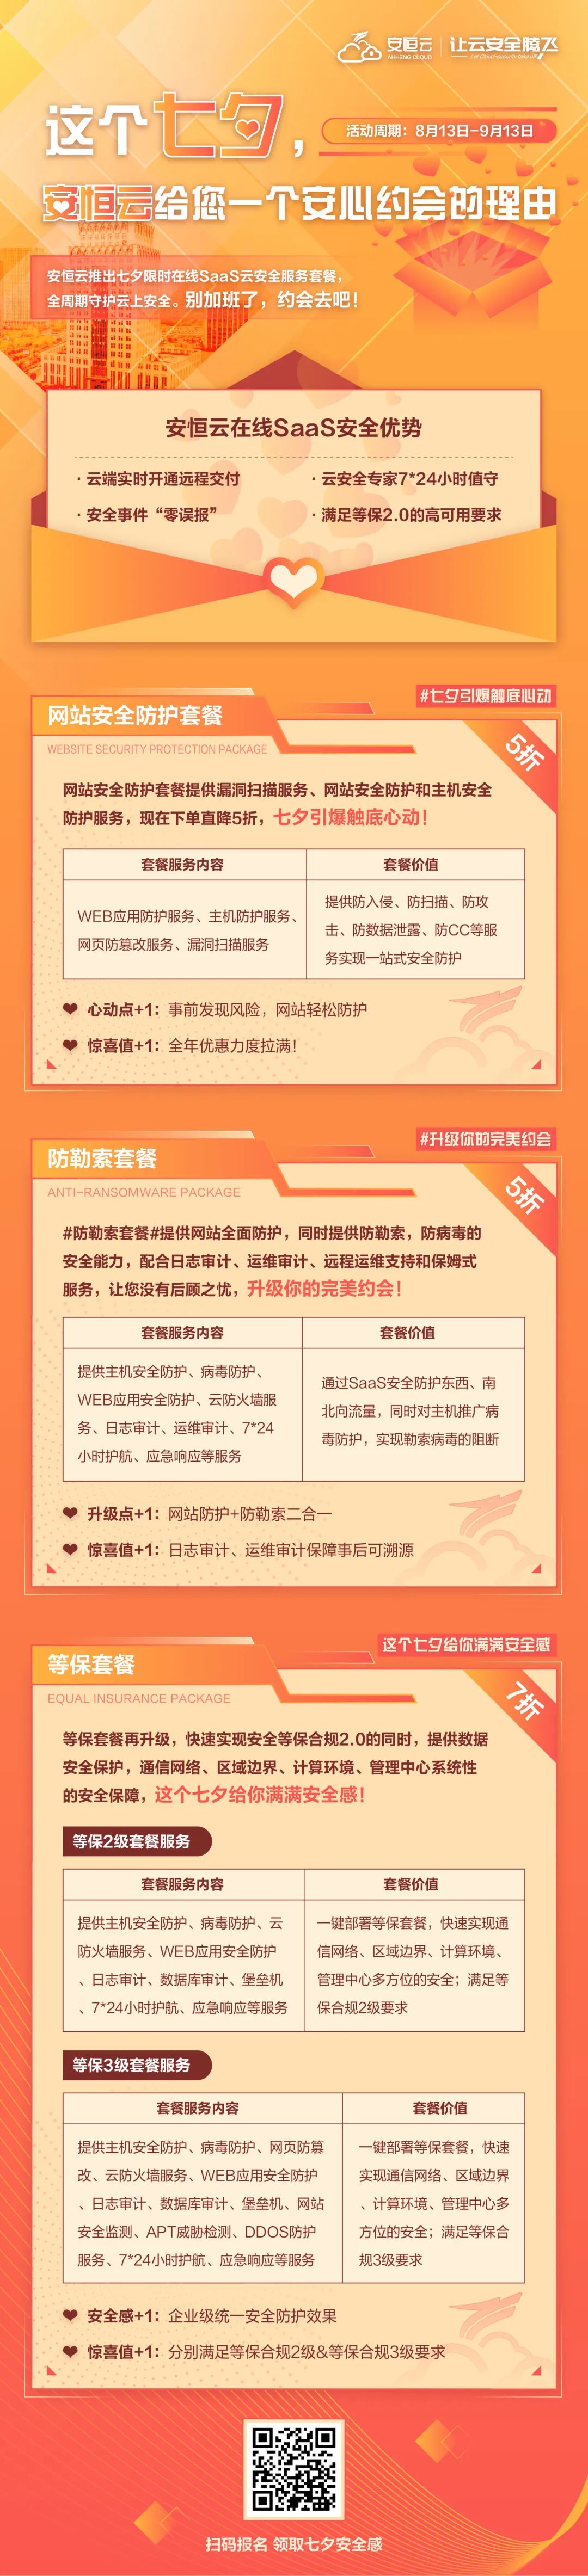 安恒云
ANHENG CLOUD
让云安全腾飞
Let Cloud-security take off
这个七夕，
活动周期：8月13日-9月13日
安恒云给您一个安心约会的理由
安恒云推出七夕限时在线SaaS云安全服务套餐，
全周期守护云上安全。别加班了，约会去吧！
安恒云在线SaaS安全优势
·云端实时开通远程交付
·云安全专家7*24小时值守
·安全事件“零误报”
·满足等保2.0的高可用要求
#七夕引爆触底心动
网站安全防护套餐
WEBSITE SECURITY PROTECTION PACKAGE
5折
网站安全防护套餐提供漏洞扫描服务、网站安全防护和主机安全
防护服务，现在下单直降5折，七夕引爆触底心动！
套餐服务内容
套餐价值
WEB应用防护服务、主机防护服务、
网页防篡改服务、漏洞扫描服务
提供防入侵、防扫描、防攻
击、防数据泄露、防CC等服
务实现一站式安全防护
心动点+1：事前发现风险，网站轻松防护
惊喜值+1：全年优惠力度拉满！
#升级你的完美约会
防勒索套餐
ANTI-RANSOMWARE PACKAGE
5折
#防勒索套餐#提供网站全面防护，同时提供防勒索，防病毒的
安全能力，配合日志审计、运维审计、远程运维支持和保姆式
服务，让您没有后顾之忧，升级你的完美约会！
套餐服务内容
套餐价值
提供主机安全防护、病毒防护、
WEB应用安全防护、云防火墙服
务、日志审计、运维审计、7*24
小时护航、应急响应等服务
通过SaaS安全防护东西、南
北向流量，同时对主机推广病
毒防护，实现勒索病毒的阻断
升级点+1：网站防护+防勒索二合一
惊喜值+1：日志审计、运维审计保障事后可溯源
这个七夕给你满满安全感
等保套餐
EQUAL INSURANCE PACKAGE
7折
等保套餐再升级，快速实现安全等保合规2.0的同时，提供数据
安全保护，通信网络、区域边界、计算环境、管理中心系统性
的安全保障，这个七夕给你满满安全感！
等保2级套餐服务
套餐服务内容
套餐价值
提供主机安全防护、病毒防护、云
防火墙服务、WEB应用安全防护
、日志审计、数据库审计、堡垒机
、7*24小时护航、应急响应等服务
一键部署等保套餐，快速实现通
信网络、区域边界、计算环境、
管理中心多方位的安全；满足等
保合规2级要求
等保3级套餐服务
套餐服务内容
套餐价值
提供主机安全防护、病毒防护、网页防篡
改、云防火墙服务、WEB应用安全防护
、日志审计、数据库审计、堡垒机、网站
安全监测、APT威胁检测、DDOS防护
服务、7*24小时护航、应急响应等服务
一键部署等保套餐，快速
实现通信网络、区域边界
、计算环境、管理中心多
方位的安全；满足等保合
规3级要求
安全感+1：企业级统一安全防护效果
惊喜值+1：分别满足等保合规2级&等保合规3级要求
扫码报名 领取七夕安全感